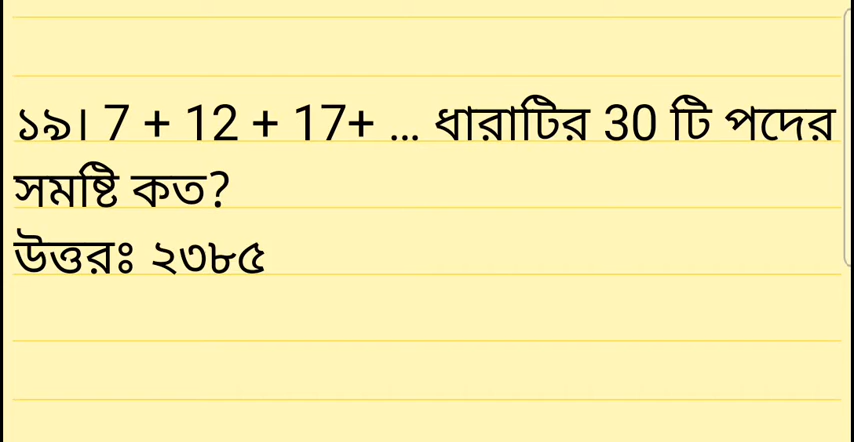 ১৯। 7 + 12 + 17+ ... ধারাটির 30 টি পদের
সমষ্টি কত?
উত্তরঃ ২৩৮৫